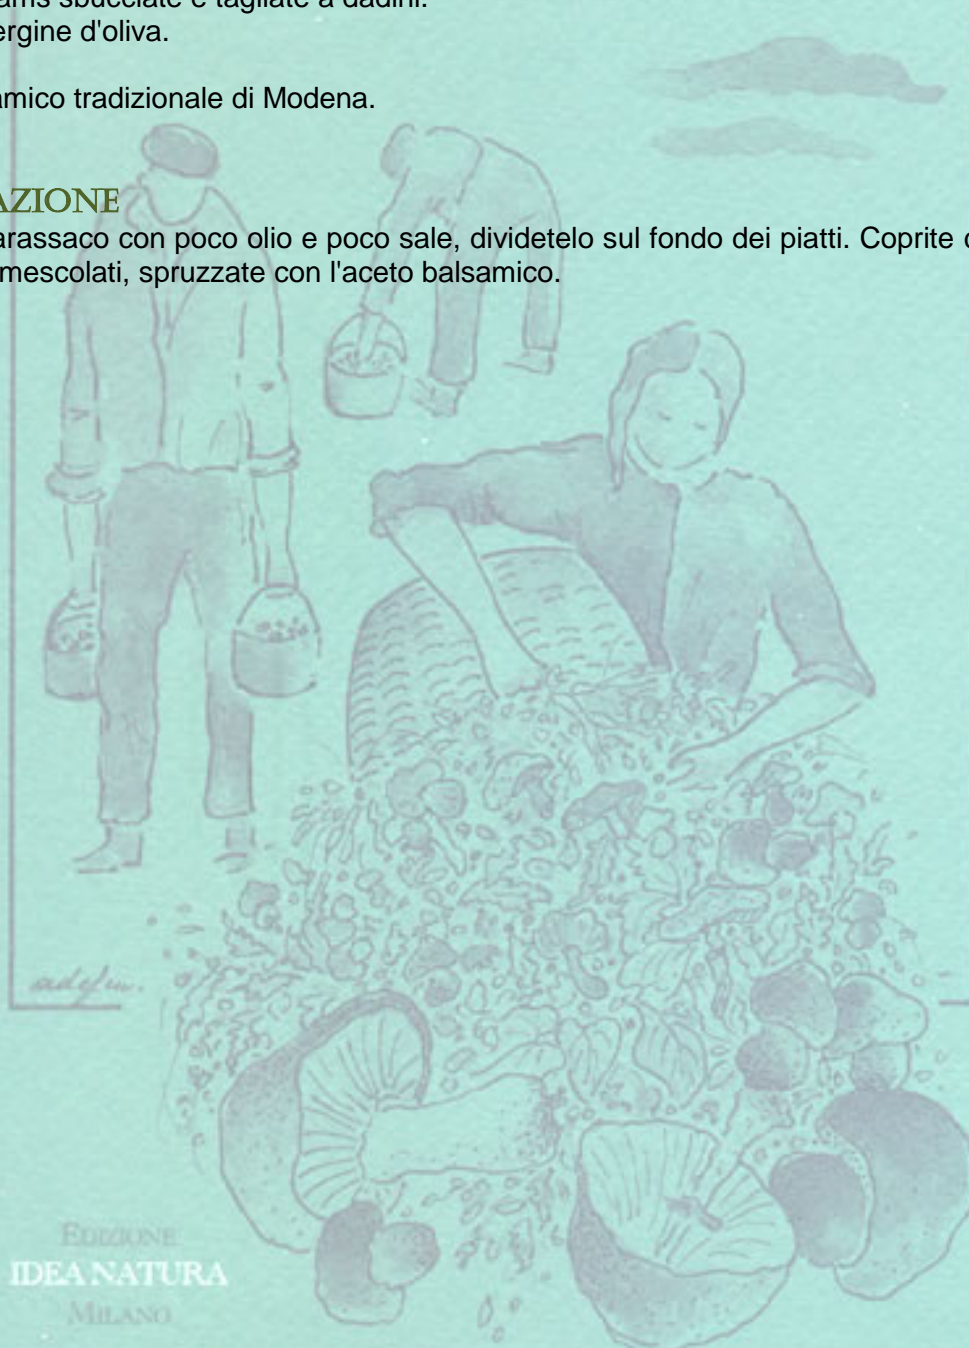 sbucciate e tagliate a dadini.
ergine d'oliva.
amico tradizionale di Modena.
AZIONE
arassaco con poco olio e poco sale, dividetelo sul fondo dei piatti. Coprite
mescolati, spruzzate con l'aceto balsamico.
EDIZIONE
IDEA NATURA
MILANO